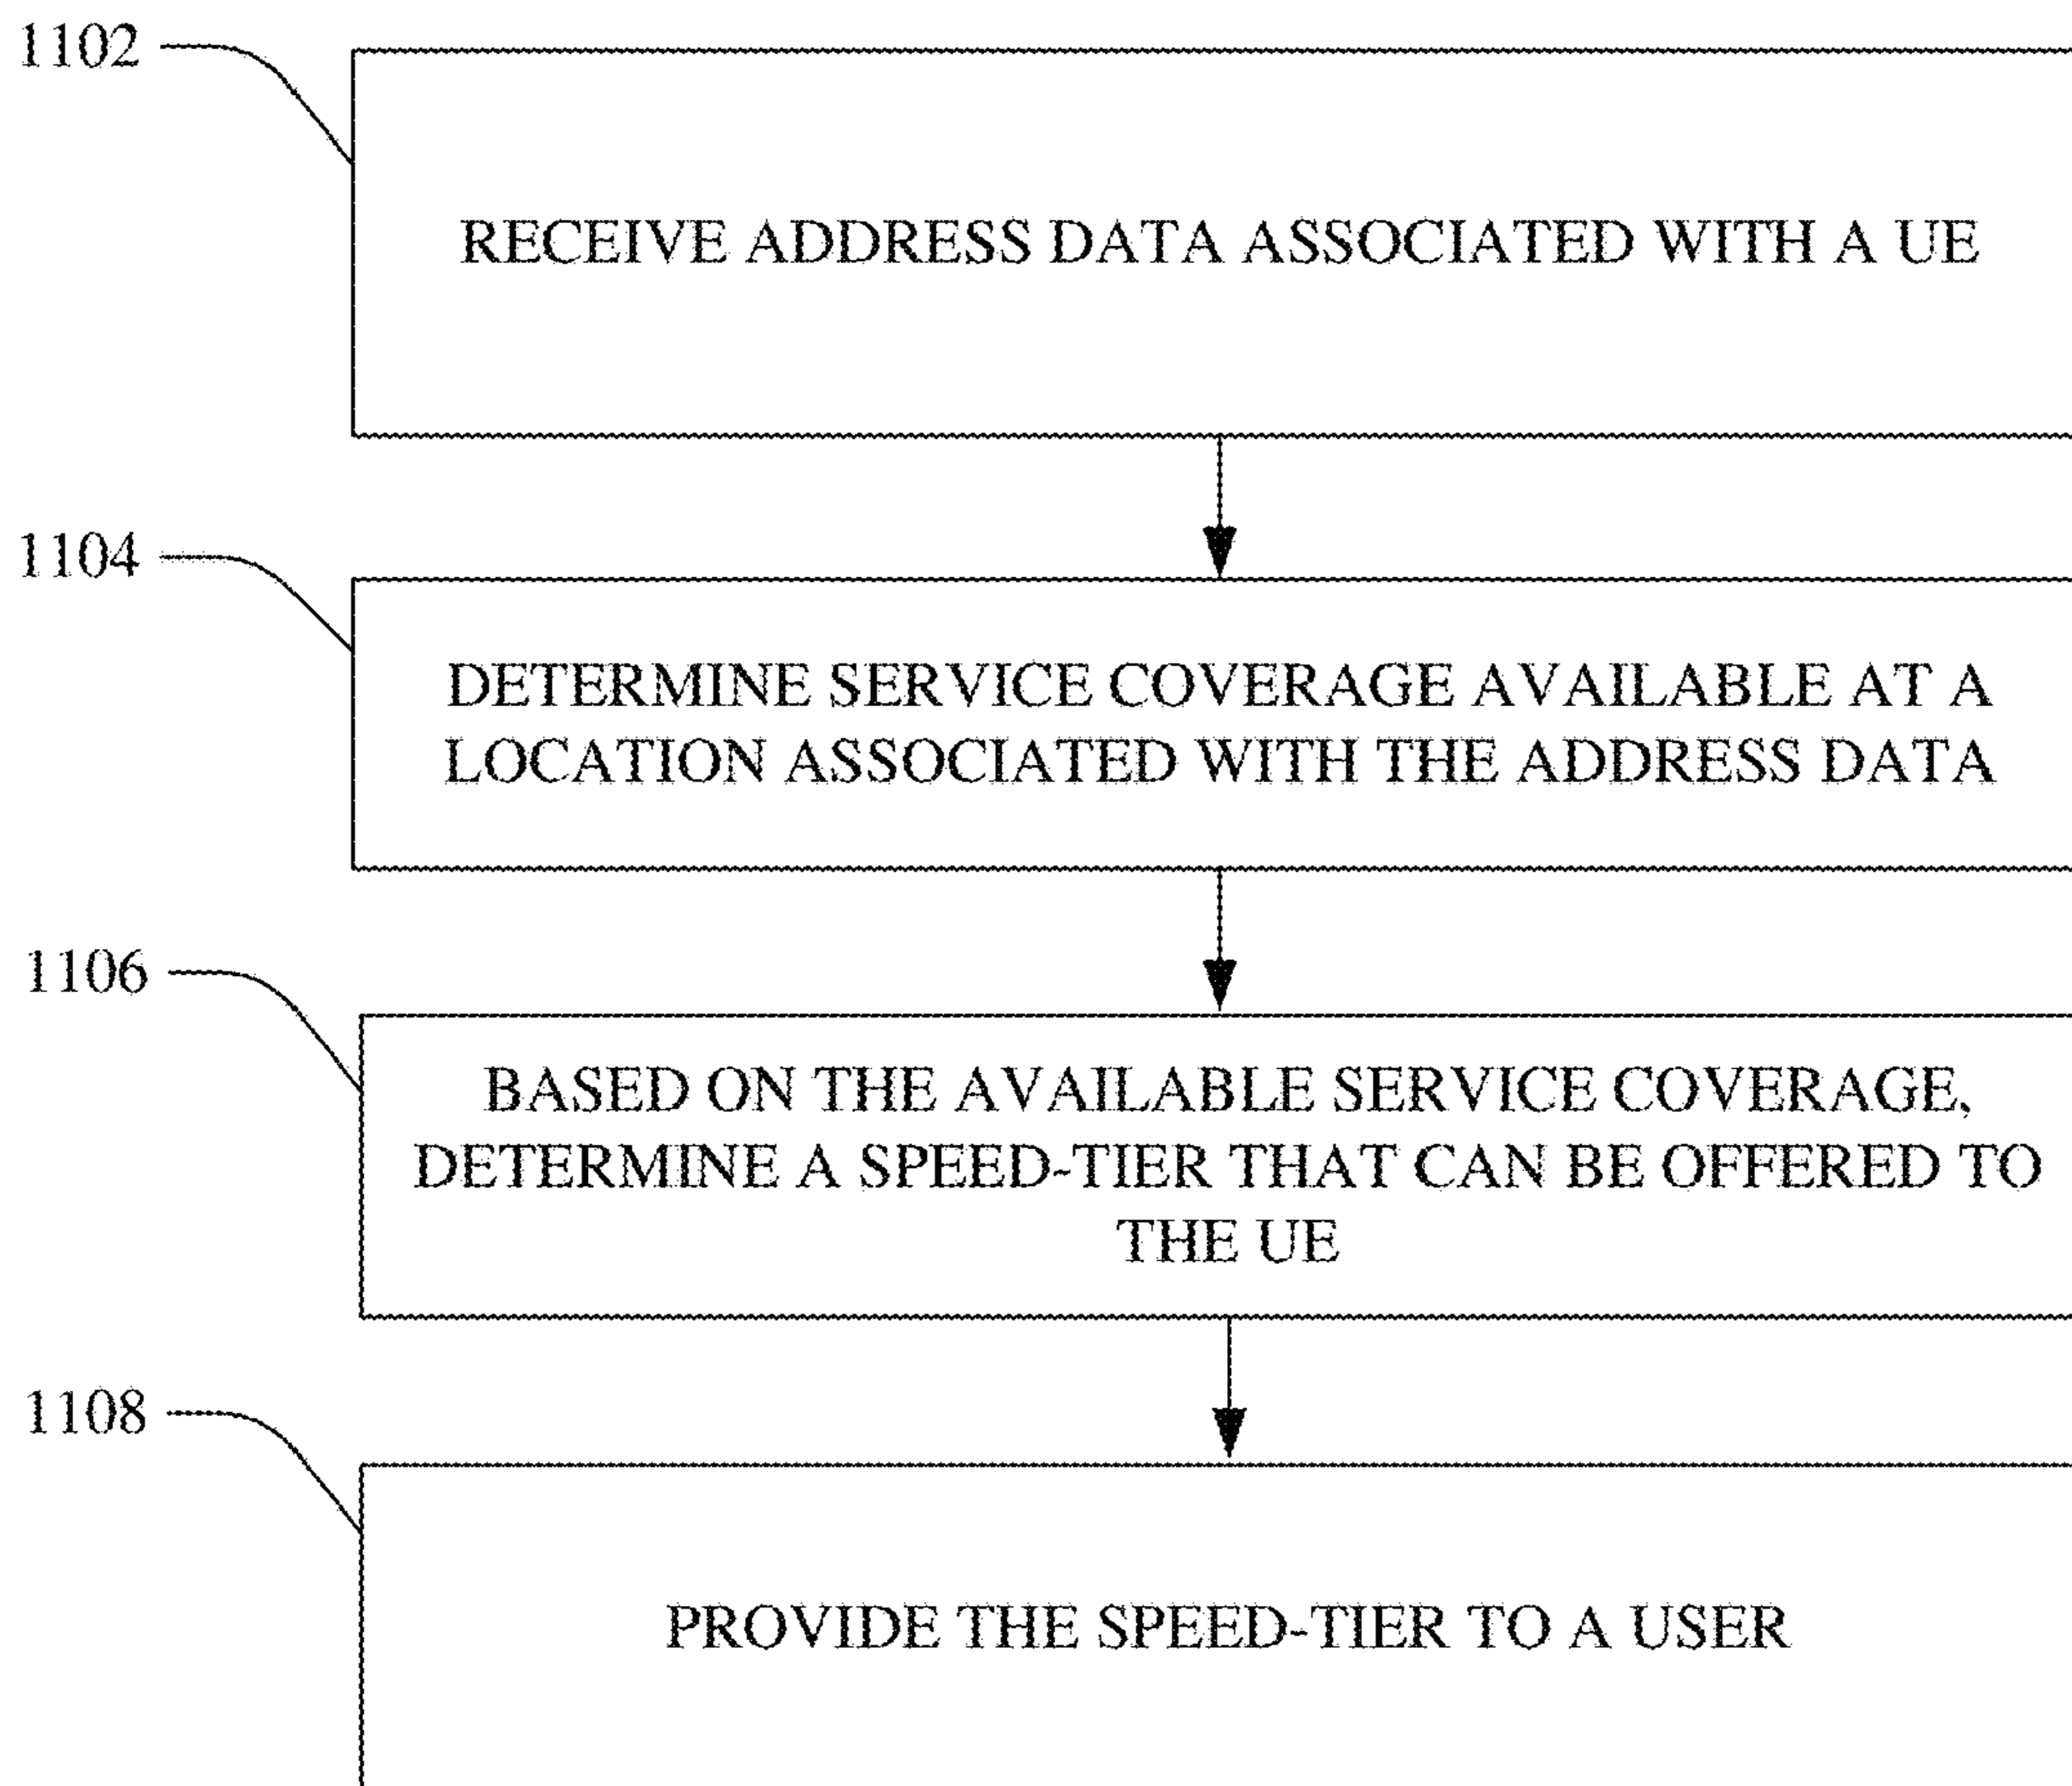 1102
RECEIVE ADDRESS DATA ASSOCIATED WITH A UE
1104
DETERMINE SERVICE COVERAGE AVAILABLE AT A
LOCATION ASSOCIATED WITH THE ADDRESS DATA
1106
BASED ON THE AVAILABLE SERVICE COVERAGE,
DETERMINE A SPEED-TIER THAT CAN BE OFFERED TO
THE UE
1108
PROVIDE THE SPEED-TIER TO A USER